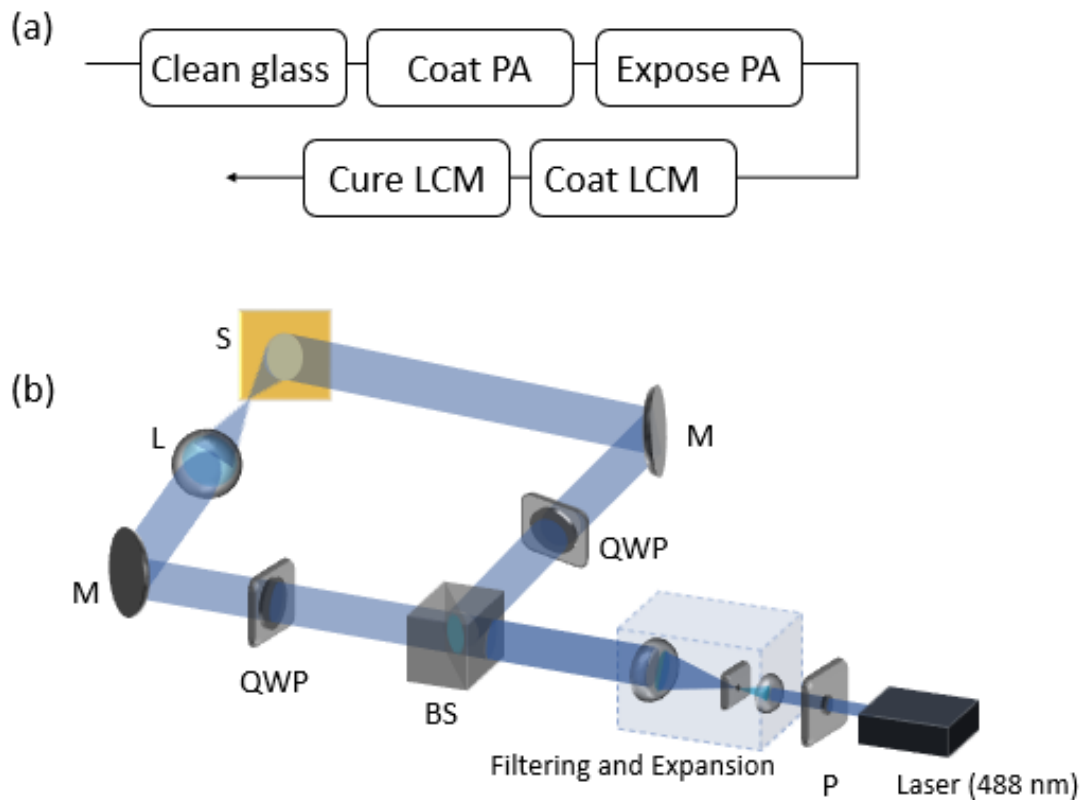 (a)
Clean glass
Coat PA
Expose PA
Cure LCM
Coat LCM
(b)
S
L
M
M
QWP
QWP
BS
Filtering and Expansion
P
Laser (488 nm)